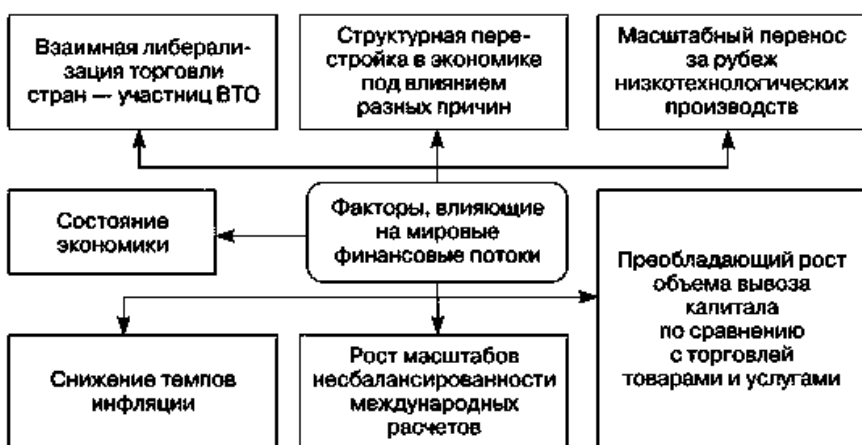 Взаимная либерали-
зация торговли
стран — участниц ВТО
Структурная пере-
стройка в экономике
под влиянием
разных причин
Масштабный перенос
за рубеж
низкотехнологических
производств
Состояние
экономики
Факторы, влияющие
на мировые
финансовые потоки
Преобладающий рост
объема вывоза
капитала
по сравнению
с торговлей
товарами и услугами
Снижение темпов
инфляции
Рост масштабов
несбалансированности
международных
расчетов